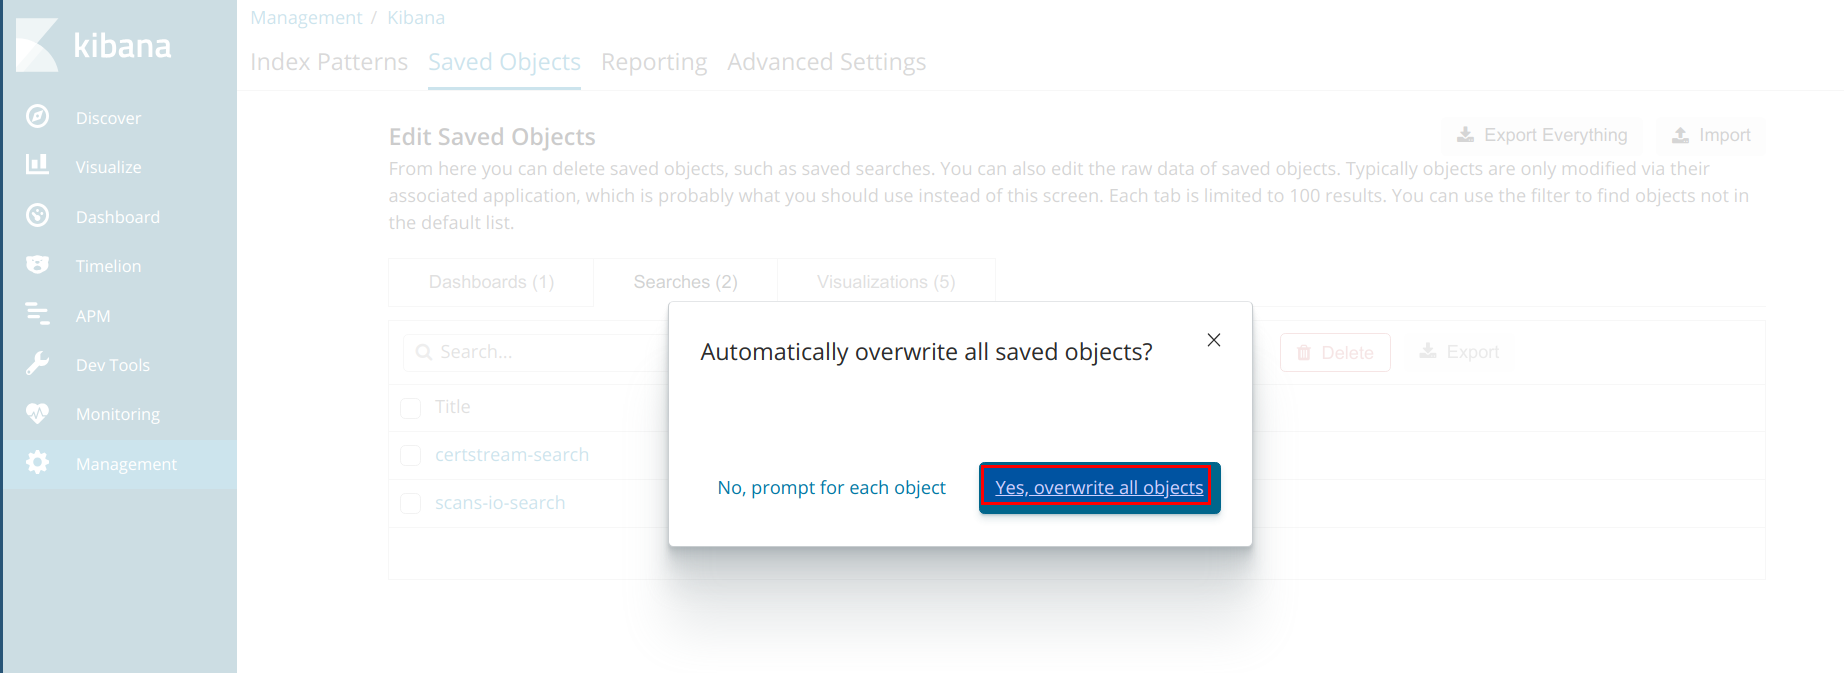 kibana
Discover
Visualize
Dashboard
Timelion
APM
Dev Tools
Monitoring
Management
Management / Kibana
Index Patterns Saved Objects Reporting Advanced Settings
Edit Saved Objects
Export Everything Import
From here you can delete saved objects, such as saved searches. You can also edit the raw data of saved objects. Typically objects are only modified via their
associated application, which is probably what you should use instead of this screen. Each tab is limited to 100 results. You can use the filter to find objects not in
the default list.
Dashboards (1) Searches (2) Visualizations (5)
Search... Delete Export
Title
certstream-search
scans-io-search
Automatically overwrite all saved objects?
No, prompt for each object Yes, overwrite all objects